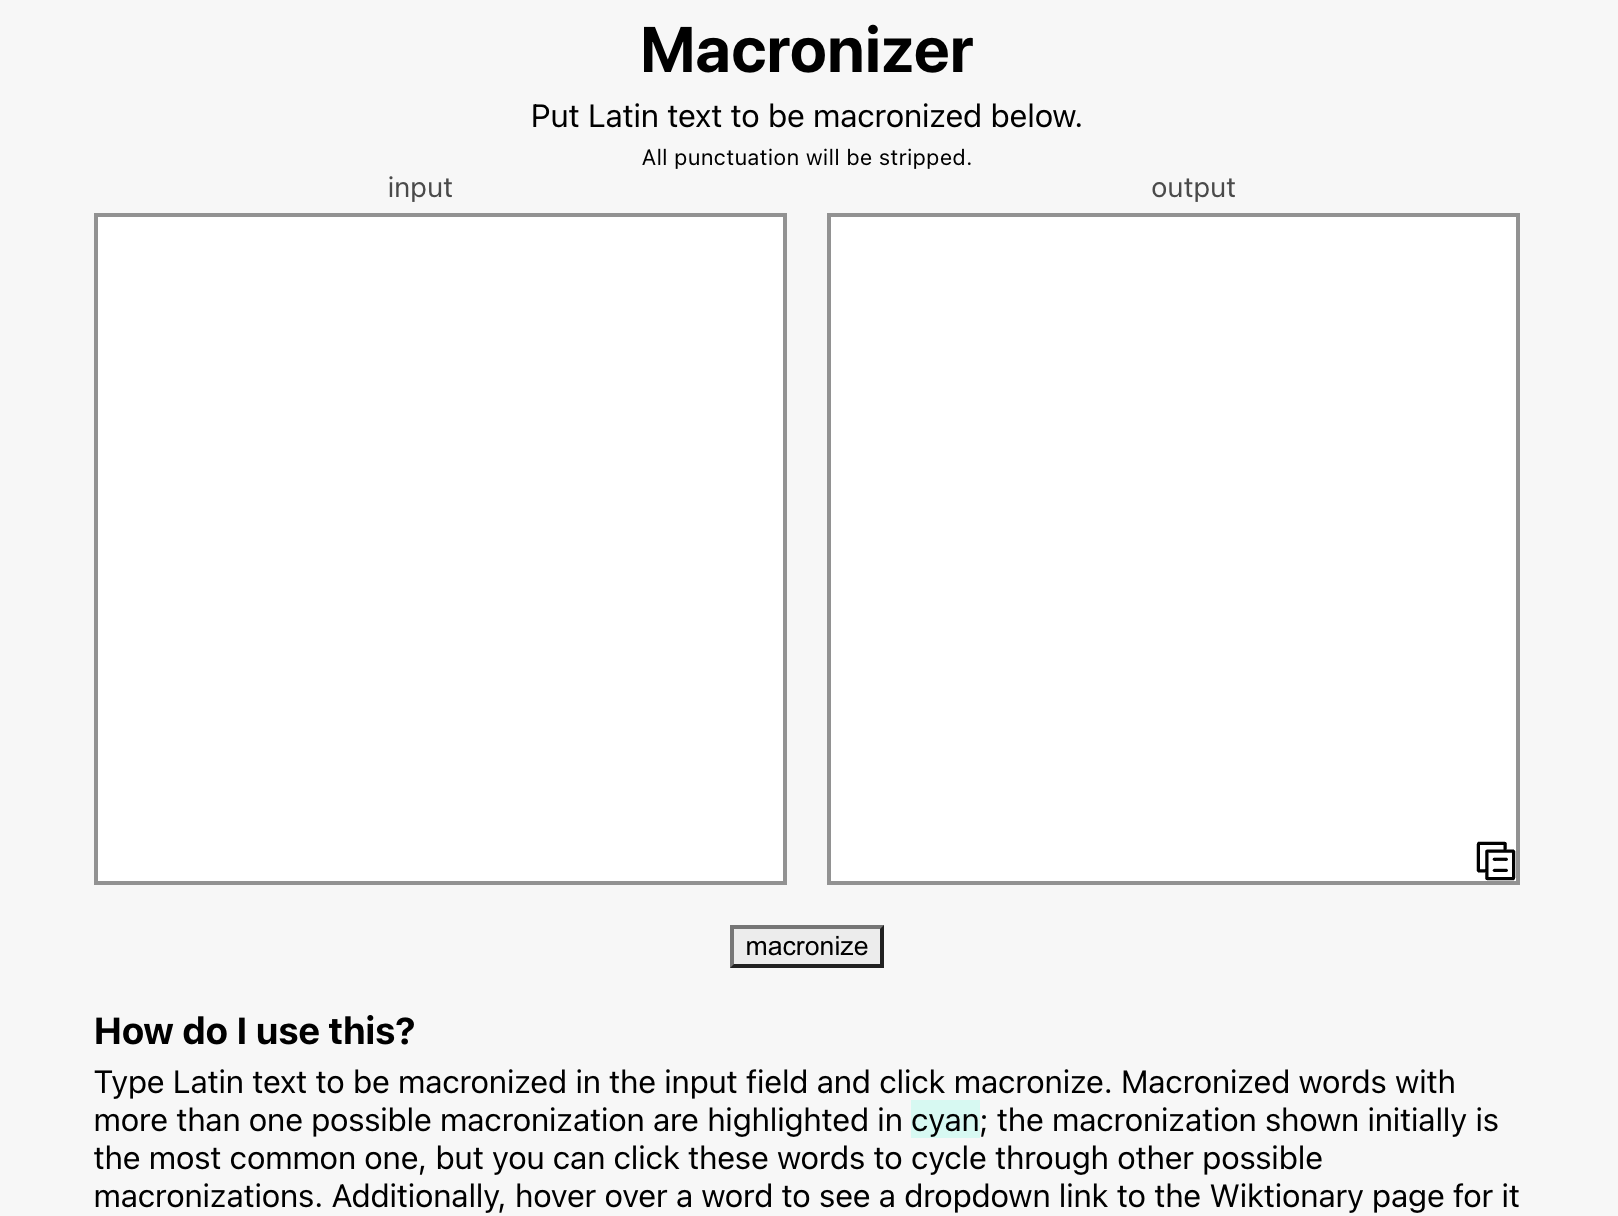 Macronizer
Put Latin text to be macronized below.
All punctuation will be stripped.
input
output
macronize
How do I use this?
Type Latin text to be macronized in the input field and click macronize. Macronized words with
more than one possible macronization are highlighted in cyan; the macronization shown initially is
the most common one, but you can click these words to cycle through other possible
macronizations. Additionally, hover over a word to see a dropdown link to the Wiktionary page for it